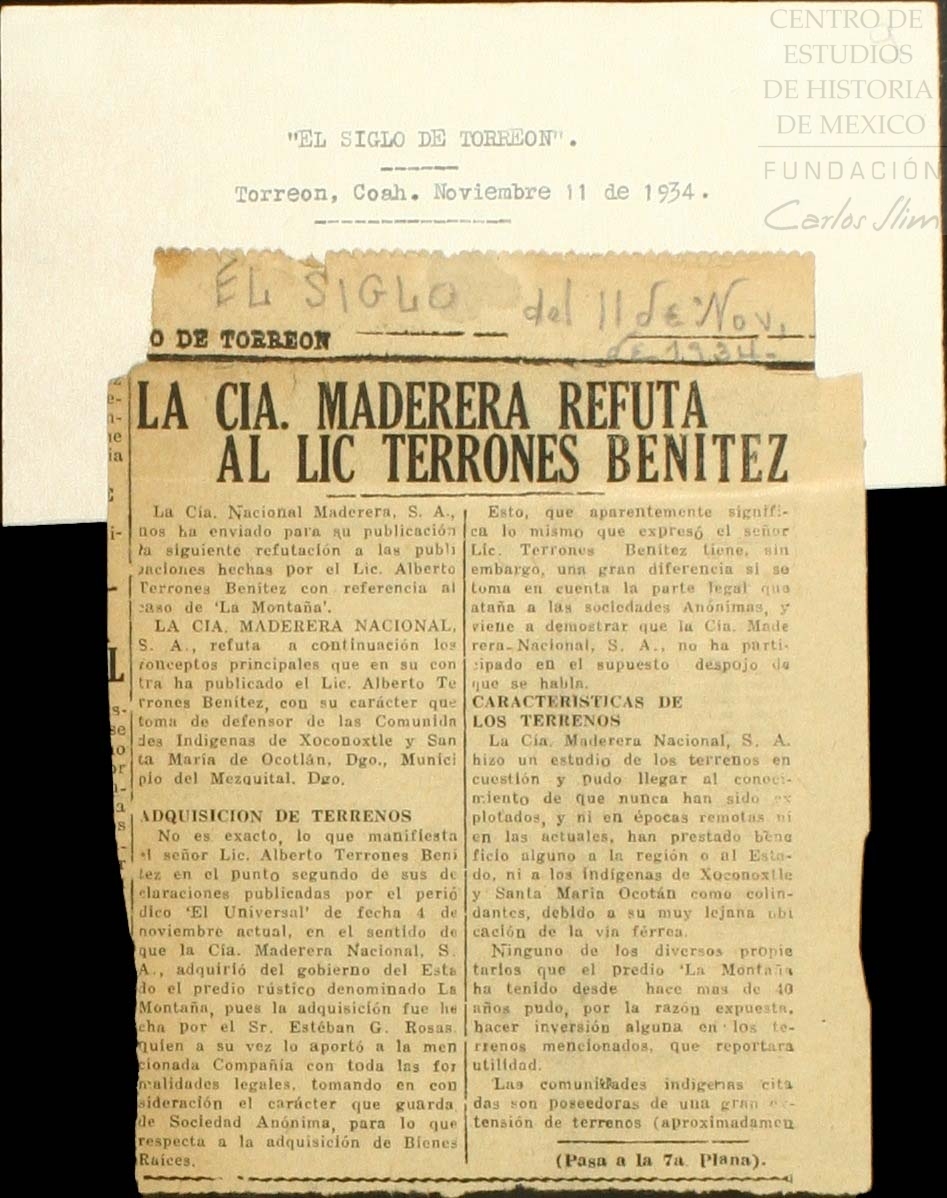 CENTRO DE
ESTUDIOS
DE HISTORIA
DE MEXICO
FUNDACIÓN
Carlos Slim
"EL SIGLO DE TORREON".
Torreon, Coah. Noviembre 11 de 1934.
EL SIGLO del 11 de Nov.
de 1934.-
O DE TORREON
LA CIA. MADERERA REFUTA
AL LIC TERRONES BENITEZ
La Cía. Nacional Maderera, S. A.,
nos ha enviado para su publicación
la siguiente refutación a las publi
caciones hechas por el Lic. Alberto
Terrones Benítez con referencia al
caso de 'La Montaña'.
LA CIA. MADERERA NACIONAL,
S. A., refuta a continuación los
conceptos principales que en su con
tra ha publicado el Lic. Alberto Te
rrones Benítez, con su carácter que
toma de defensor de las Comunida
des Indígenas de Xoconoxtle y San
ta María de Ocotlán, Dgo., Munici
pio del Mezquital, Dgo.
ADQUISICION DE TERRENOS
No es exacto, lo que manifiesta
el señor Lic. Alberto Terrones Beni
tez en el punto segundo de sus de
claraciones publicadas por el perió
dico 'El Universal' de fecha 4 de
noviembre actual, en el sentido de
que la Cía. Maderera Nacional, S.
A., adquirió del gobierno del Esta
do el predio rústico denominado La
Montaña, pues la adquisición fue he
cha por el Sr. Estéban G. Rosas,
quien a su vez lo aportó a la men
cionada Compañía con toda las for
malidades legales, tomando en con
sideración el carácter que guarda
de Sociedad Anónima, para lo que
respecta a la adquisición de Bienes
Raíces.
Esto, que aparentemente signifi-
ca lo mismo que expresó el señor
Lic. Terrones Benítez tiene, sin
embargo, una gran diferencia si se
toma en cuenta la parte legal que
ataña a las sociedades Anónimas, y
viene a demostrar que la Cía. Made
rera-Nacional, S. A., no ha parti-
cipado en el supuesto despojo de
que se habla.
CARACTERISTICAS DE
LOS TERRENOS
La Cía. Maderera Nacional, S. A.
hizo un estudio de los terrenos en
cuestión y pudo llegar al conoci-
miento de que nunca han sido ex
plotados, y ni en épocas remotas ni
en las actuales, han prestado bene
ficio alguno a la región o al Esta-
do, ni a los indígenas de Xoconoxtle
y Santa María Ocotán como colin-
dantes, debido a su muy lejana ubi
cación de la vía férrea.
Ninguno de los diversos propie
tarios que el predio 'La Montaña
ha tenido desde hace mas de 40
años pudo, por la razón expuesta,
hacer inversión alguna en los te-
rrenos mencionados, que reportara
utilidad.
Las comunidades indígenas cita
das son poseedoras de una gran ex-
tensión de terrenos (aproximadamen
(Pasa a la 7a. Plana).